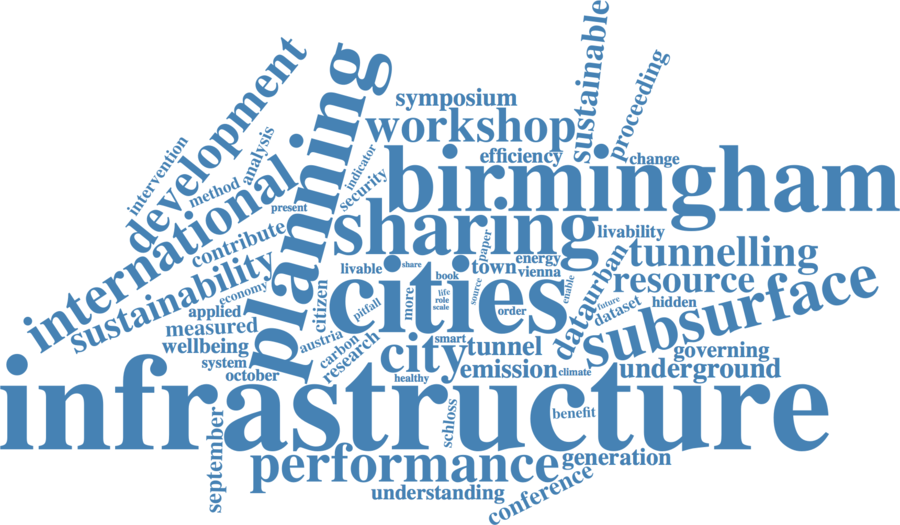 sustainable
proceeding
development
planning
symposium
workshop
intervention
analysis
method
indicator
security
efficiency
change
birmingham
international
present
contribute
sharing
paper
livability
tunnelling
sustainability
livable
share
cities
book
town
energy
vienna
resource
economy
citizen
pitfall
more
life
role
scale
source
order
enable
dataurban
future
dataset
hidden
subsurface
applied
measured
wellbeing
system
october
austria
carbon
research
city
smart
tunnel
healthy
emission
climate
governing
underground
infrastructure
september
schloss
benefit
performance
generation
understanding
conference